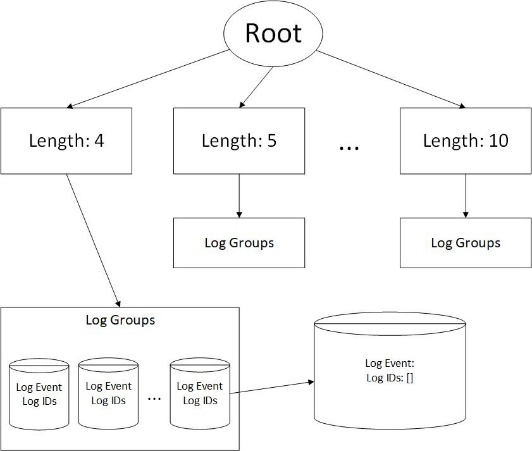 Root
Length: 4
Length: 5
...
Length: 10
Log Groups
Log Groups
Log Groups
Log Event
Log IDs
Log Event
Log IDs
...
Log Event
Log IDs
Log Event:
Log IDs: []